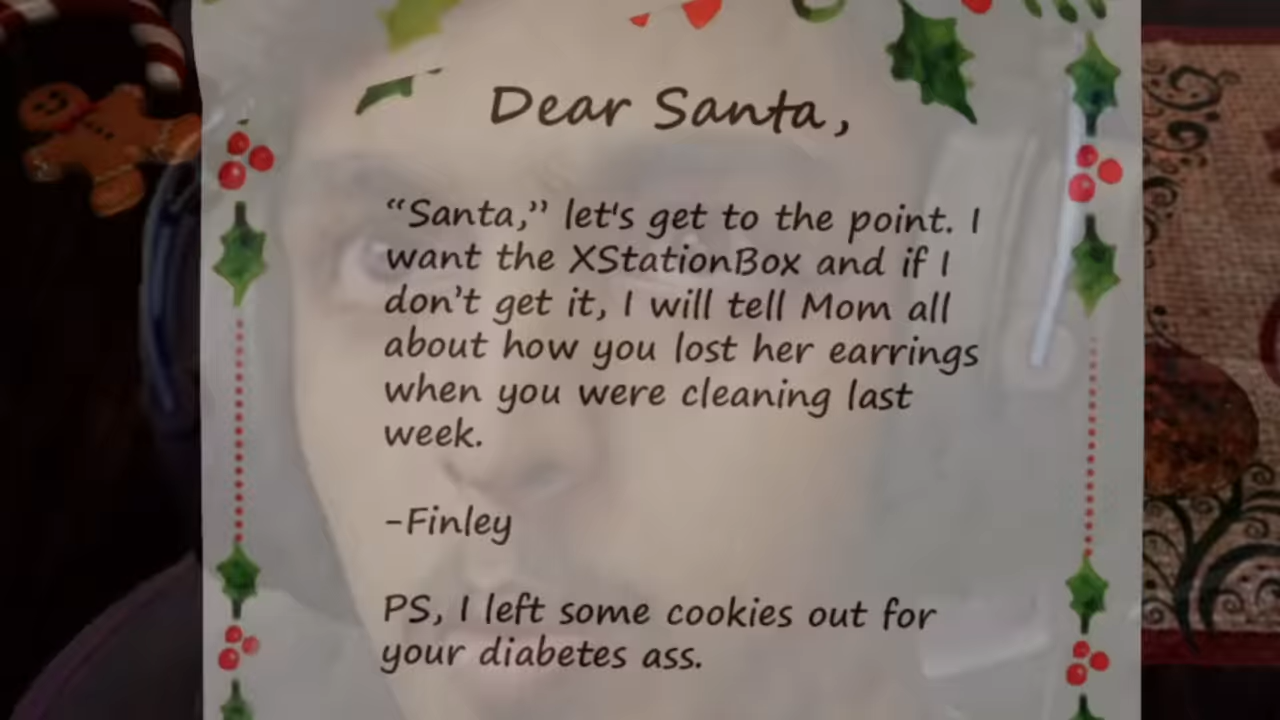 Dear Santa,
“Santa,” let's get to the point. I
want the XStationBox and if I
don’t get it, I will tell Mom all
about how you lost her earrings
when you were cleaning last
week.
-Finley
PS, I left some cookies out for
your diabetes ass.